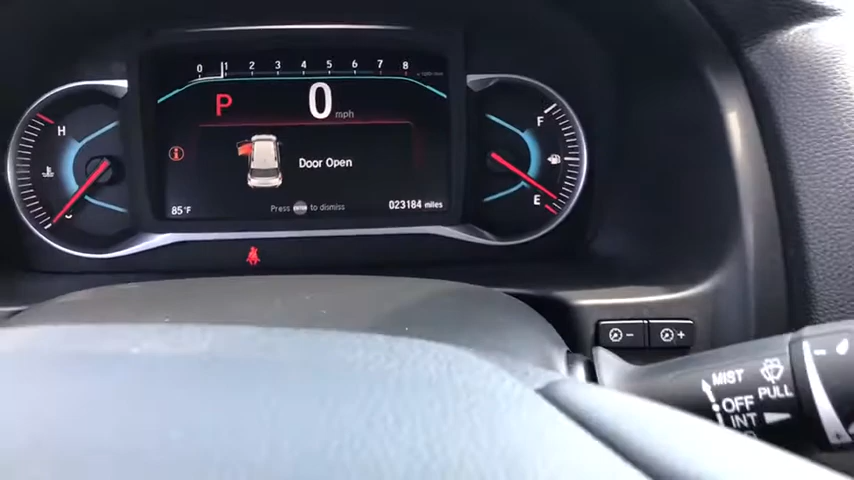 0 1 2 3 4 5 6 7 8
P 0 mph
H
F
Door Open
C
E
85°F
Press ENTER to dismiss
023184 miles
MIST
PULL
OFF
INT